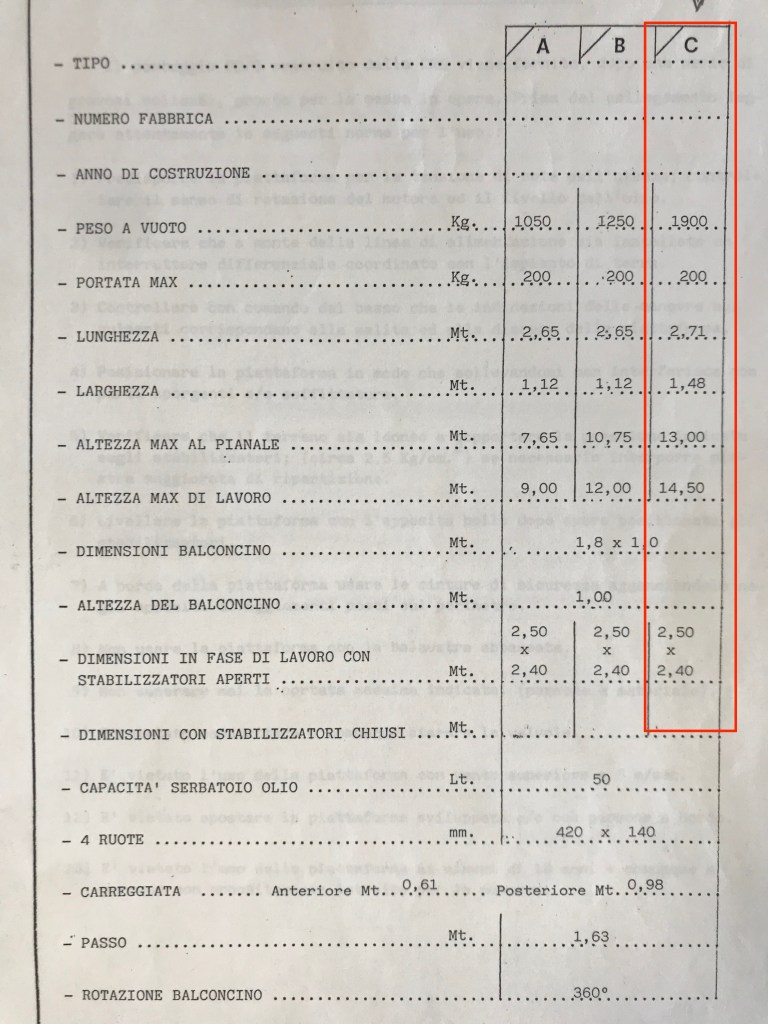 A B C
- TIPO
- NUMERO FABBRICA
- ANNO DI COSTRUZIONE
- PESO A VUOTO Kg. 1050 1250 1900
- PORTATA MAX Kg. 200 200 200
- LUNGHEZZA Mt. 2,65 2,65 2,71
- LARGHEZZA Mt. 1,12 1,12 1,48
- ALTEZZA MAX AL PIANALE Mt. 7,65 10,75 13,00
- ALTEZZA MAX DI LAVORO Mt. 9,00 12,00 14,50
- DIMENSIONI BALCONCINO Mt. 1,8 x 1,0
- ALTEZZA DEL BALCONCINO Mt. 1,00
2,50 2,50 2,50
- DIMENSIONI IN FASE DI LAVORO CON x x x
STABILIZZATORI APERTI Mt. 2,40 2,40 2,40
- DIMENSIONI CON STABILIZZATORI CHIUSI Mt.
- CAPACITA' SERBATOIO OLIO Lt. 50
- 4 RUOTE mm. 420 x 140
- CARREGGIATA ....... Anteriore Mt. 0,61 Posteriore Mt. 0,98
- PASSO Mt. 1,63
- ROTAZIONE BALCONCINO 360°